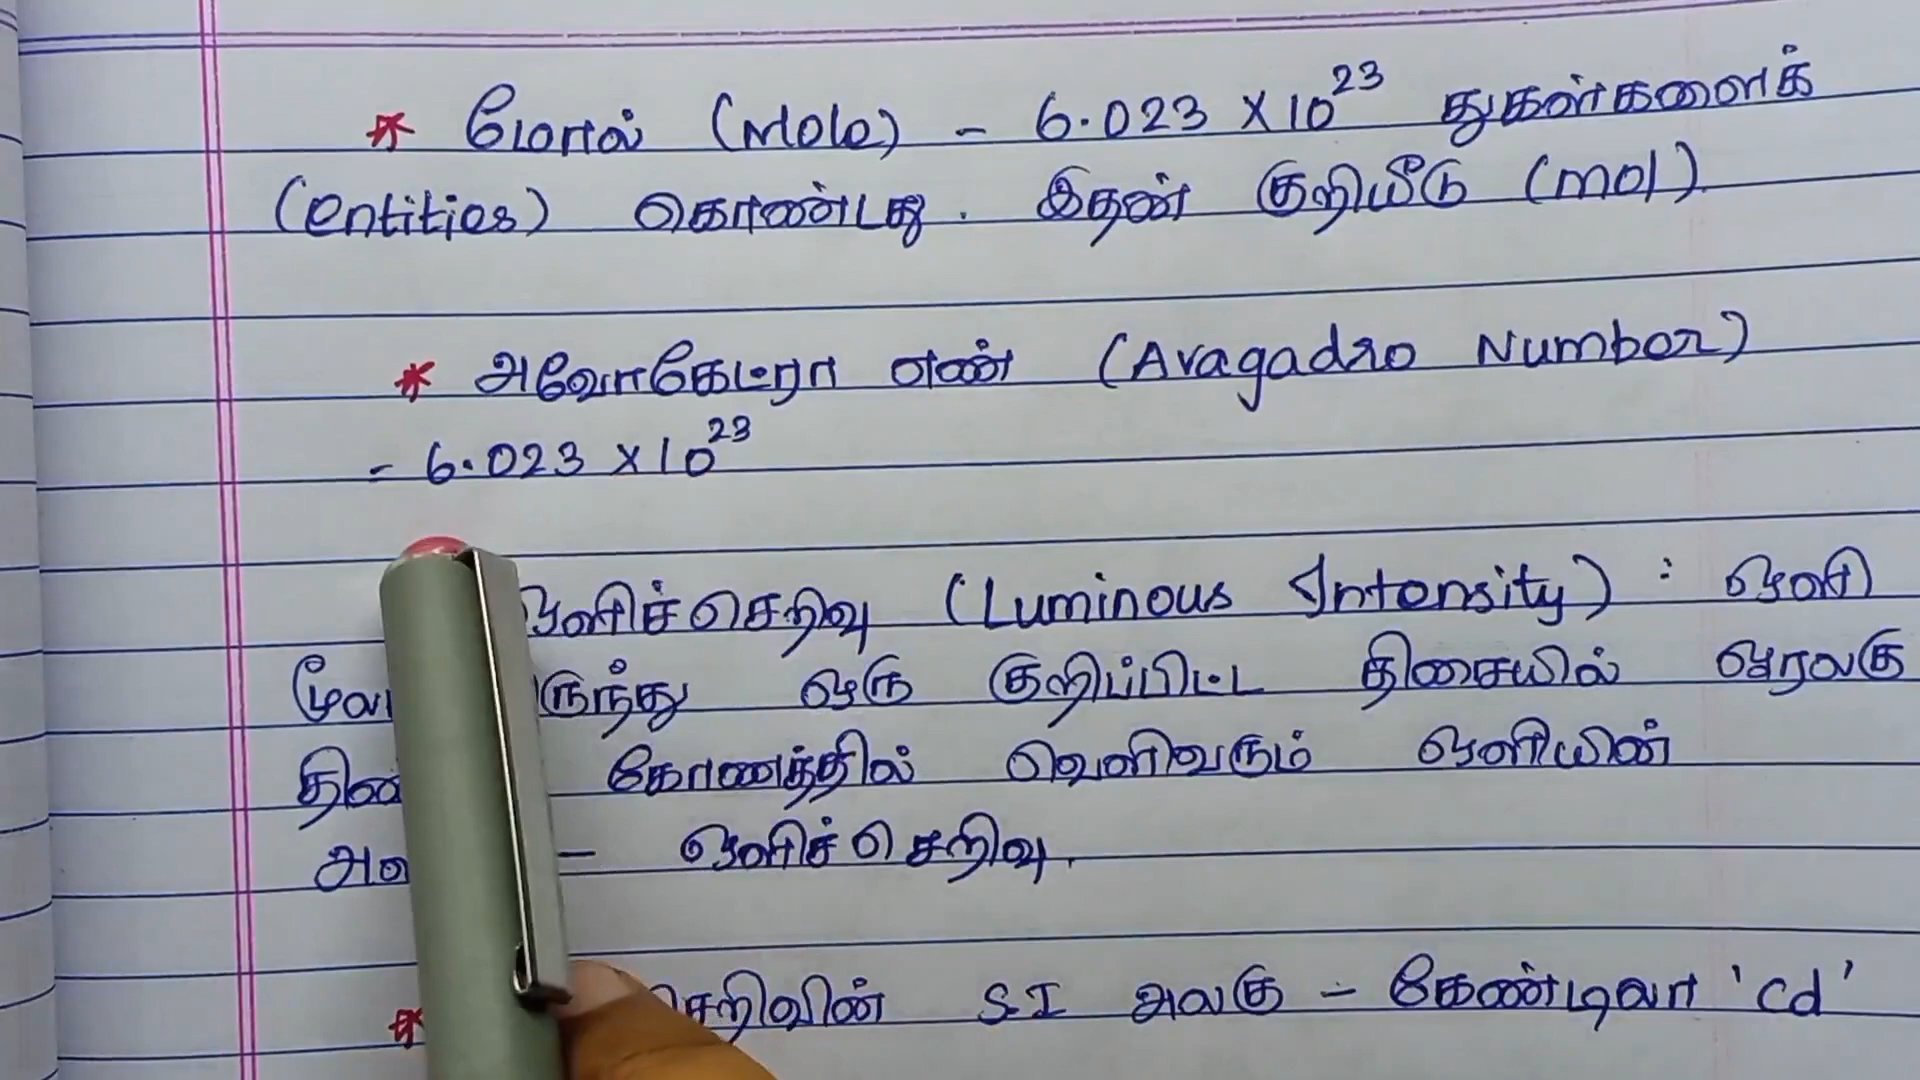 * மோல் (Mole) - 6.023 X 10²³ துகள்களைக்
(entities) கொண்டது. இதன் குறியீடு (mol).
* அவோகேட்ரா எண் (Avagadro Number)
- 6.023 X 10²³
ஒளிச்செறிவு (Luminous Intensity) : ஒளி
ஒரு குறிப்பிட்ட திசையில் ஓரலகு
கோணத்தில் வெளிவரும் ஒளியின்
- ஒளிச்செறிவு.
* S.I அலகு - கேண்டிலா 'cd'